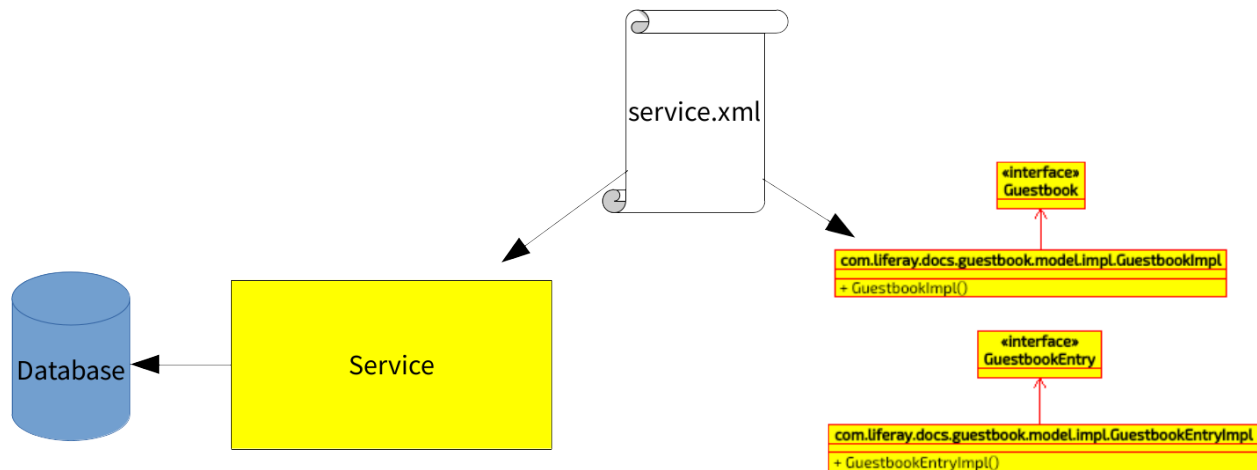 service.xml
«interface»
Guestbook
com.liferay.docs.guestbook.model.impl.GuestbookImpl
+ GuestbookImpl()
Database
Service
«interface»
GuestbookEntry
com.liferay.docs.guestbook.model.impl.GuestbookEntryImpl
+ GuestbookEntryImpl()